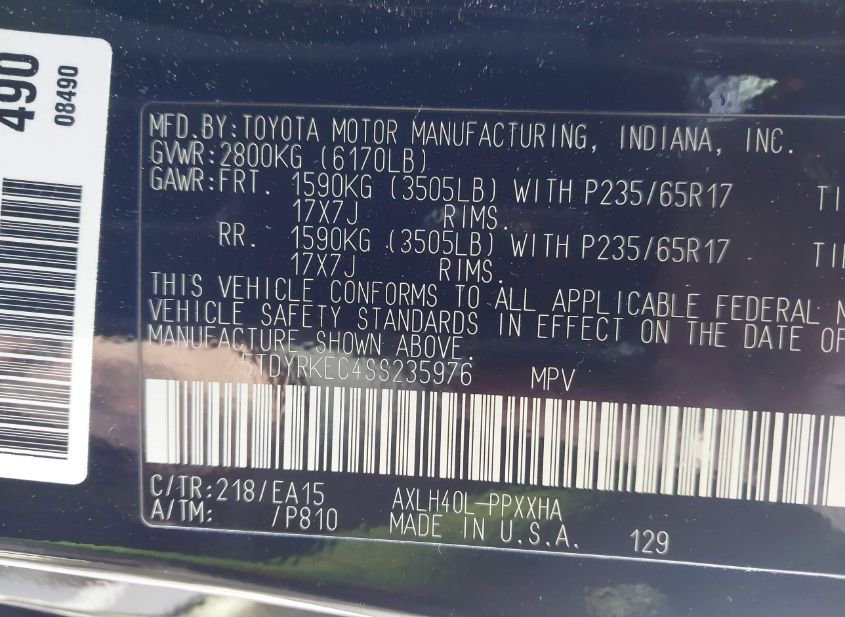 490
08490
MFD.BY:TOYOTA MOTOR MANUFACTURING, INDIANA, INC.
GVWR:2800KG (6170LB)
GAWR:FRT. 1590KG (3505LB) WITH P235/65R17 TI
17X7J RIMS.
RR. 1590KG (3505LB) WITH P235/65R17 TI
17X7J RIMS.
THIS VEHICLE CONFORMS TO ALL APPLICABLE FEDERAL M
VEHICLE SAFETY STANDARDS IN EFFECT ON THE DATE OF
MANUFACTURE SHOWN ABOVE.
5TDYRKEC4SS235976 MPV
C/TR:218/EA15 AXLH40L-PPXXHA
A/TM: /P810 MADE IN U.S.A. 129